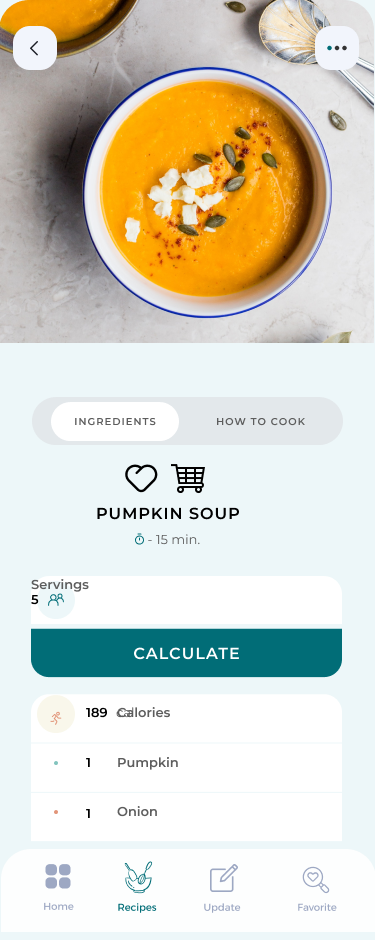 INGREDIENTS
HOW TO COOK
PUMPKIN SOUP
- 15 min.
Servings
5
CALCULATE
189 Calories
1 Pumpkin
1 Onion
Home
Recipes
Update
Favorite